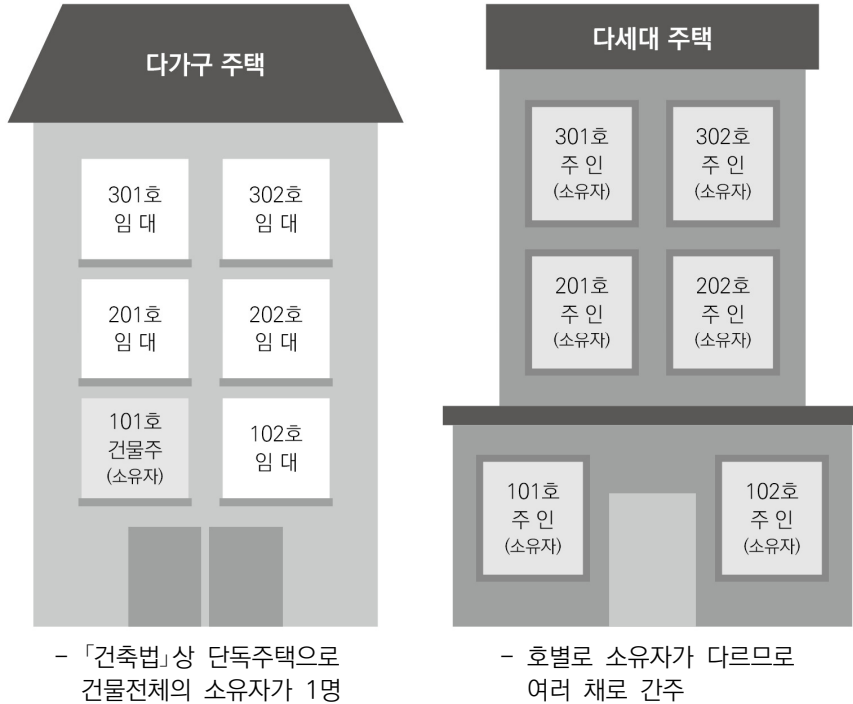 다가구 주택
301호
임 대
302호
임 대
201호
임 대
202호
임 대
101호
건물주
(소유자)
102호
임 대
- 「건축법」상 단독주택으로
건물전체의 소유자가 1명
다세대 주택
301호
주 인
(소유자)
302호
주 인
(소유자)
201호
주 인
(소유자)
202호
주 인
(소유자)
101호
주 인
(소유자)
102호
주 인
(소유자)
- 호별로 소유자가 다르므로
여러 채로 간주